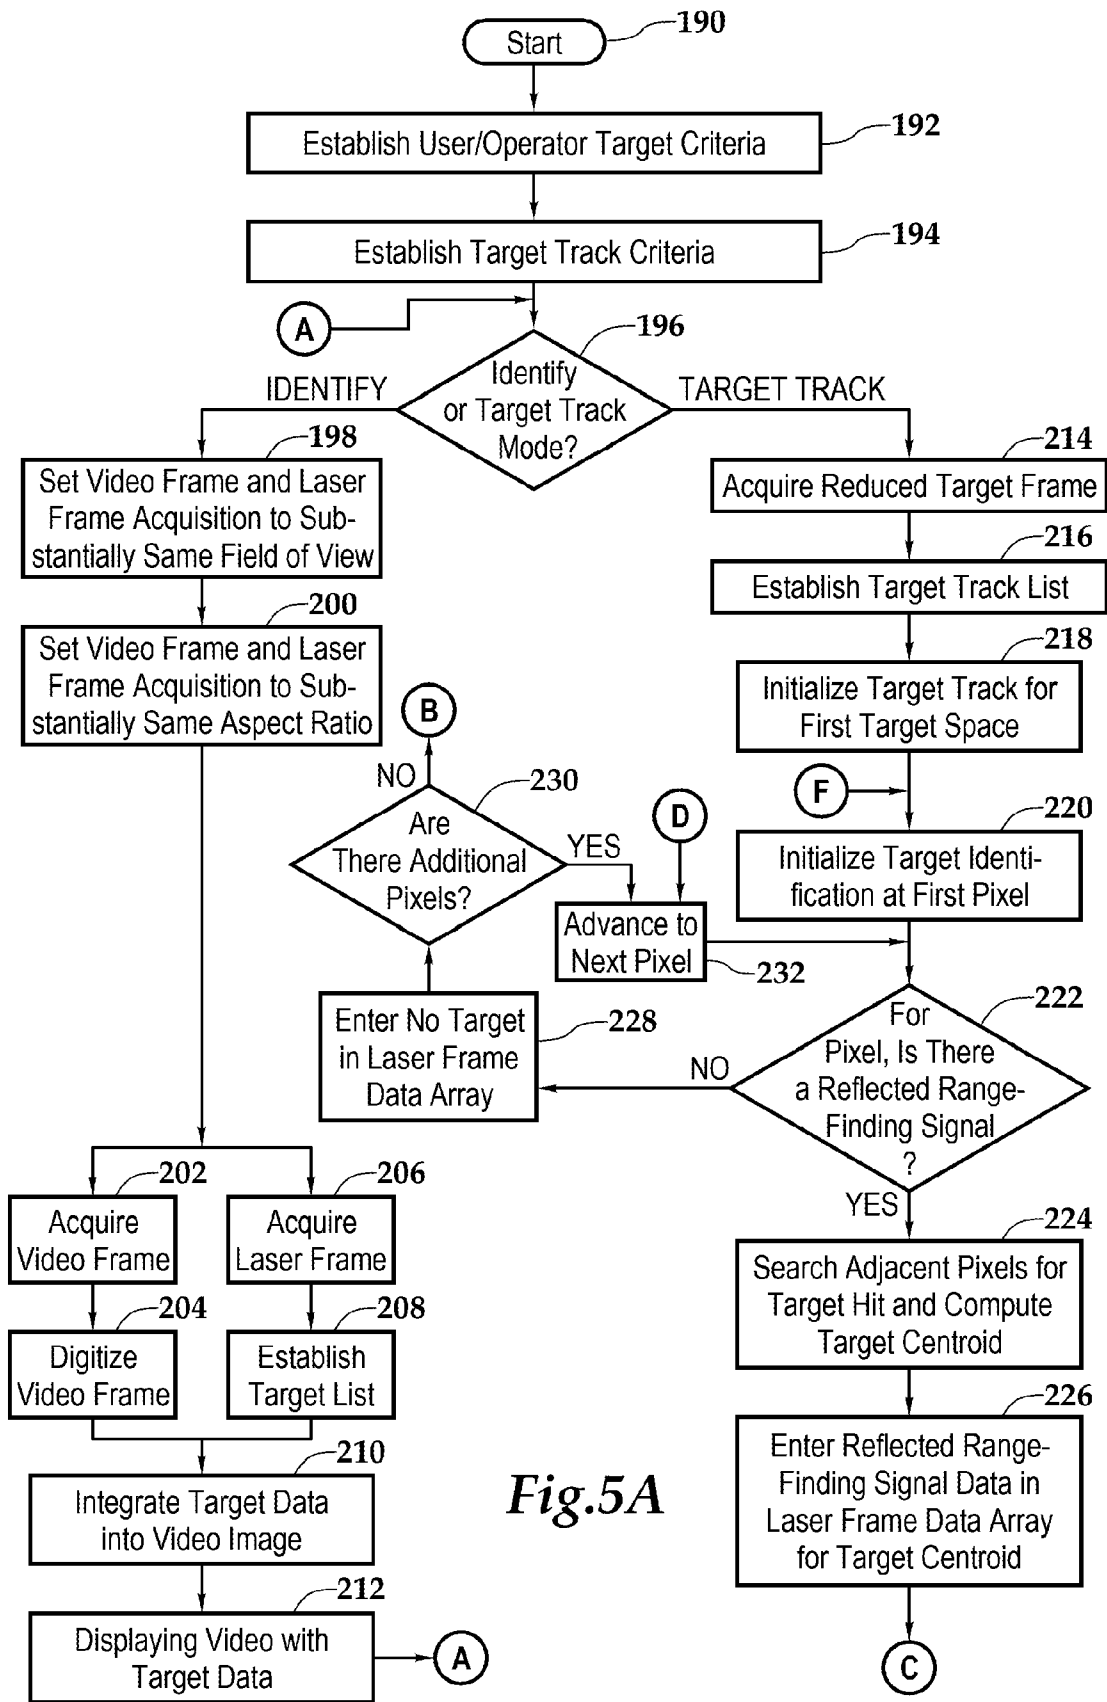 Start
190
Establish User/Operator Target Criteria
192
Establish Target Track Criteria
194
A
196
Identify
or Target Track
Mode?
IDENTIFY
TARGET TRACK
198
Set Video Frame and Laser
Frame Acquisition to Sub-
stantially Same Field of View
200
Set Video Frame and Laser
Frame Acquisition to Sub-
stantially Same Aspect Ratio
214
Acquire Reduced Target Frame
216
Establish Target Track List
218
Initialize Target Track for
First Target Space
F
220
Initialize Target Identi-
fication at First Pixel
B
NO
230
Are
There Additional
Pixels?
YES
D
Advance to
Next Pixel
232
222
For
Pixel, Is There
a Reflected Range-
Finding Signal
?
NO
YES
228
Enter No Target
in Laser Frame
Data Array
202
Acquire
Video Frame
206
Acquire
Laser Frame
204
Digitize
Video Frame
208
Establish
Target List
210
Integrate Target Data
into Video Image
212
Displaying Video with
Target Data
A
224
Search Adjacent Pixels for
Target Hit and Compute
Target Centroid
226
Enter Reflected Range-
Finding Signal Data in
Laser Frame Data Array
for Target Centroid
C
Fig.5A